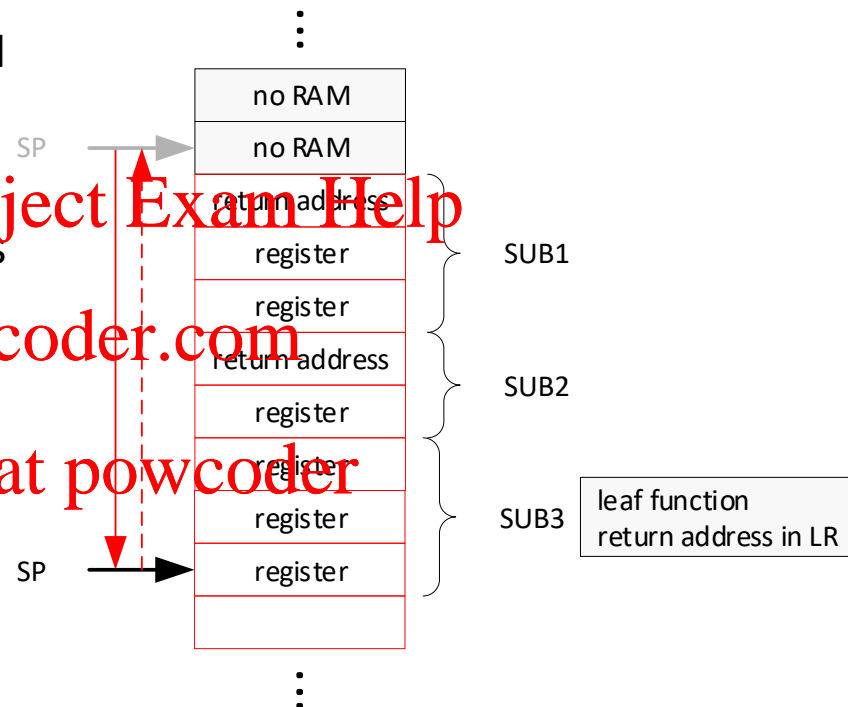 no RAM
SP
no RAM
return address
ject Exam Help
register
SUB1
register
coder.com
return address
SUB2
register
at powcoder
register
register
SUB3
leaf function
return address in LR
SP
register